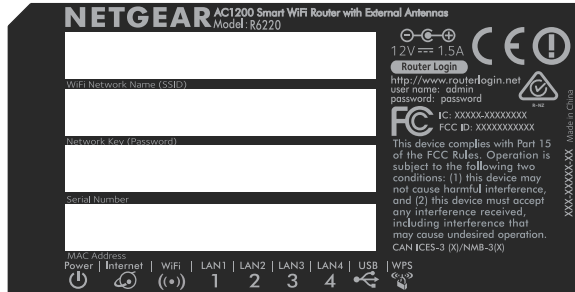 NETGEAR AC1200 Smart WiFi Router with External Antennas
Model: R6220
WiFi Network Name (SSID)
Network Key (Password)
Serial Number
MAC Address
12V 1.5A
CE
Router Login
http://www.routerlogin.net
user name: admin
password: password
R-NZ
FC
IC: XXXXX-XXXXXXXX
FCC ID: XXXXXXXXXXX
This device complies with Part 15
of the FCC Rules. Operation is
subject to the following two
conditions: (1) this device may
not cause harmful interference,
and (2) this device must accept
any interference received,
including interference that
may cause undesired operation.
CAN ICES-3 (X)/NMB-3(X)
XXX-XXXXX-XX Made in China
Power | Internet | WiFi | LAN1 | LAN2 | LAN3 | LAN4 | USB | WPS
1 2 3 4